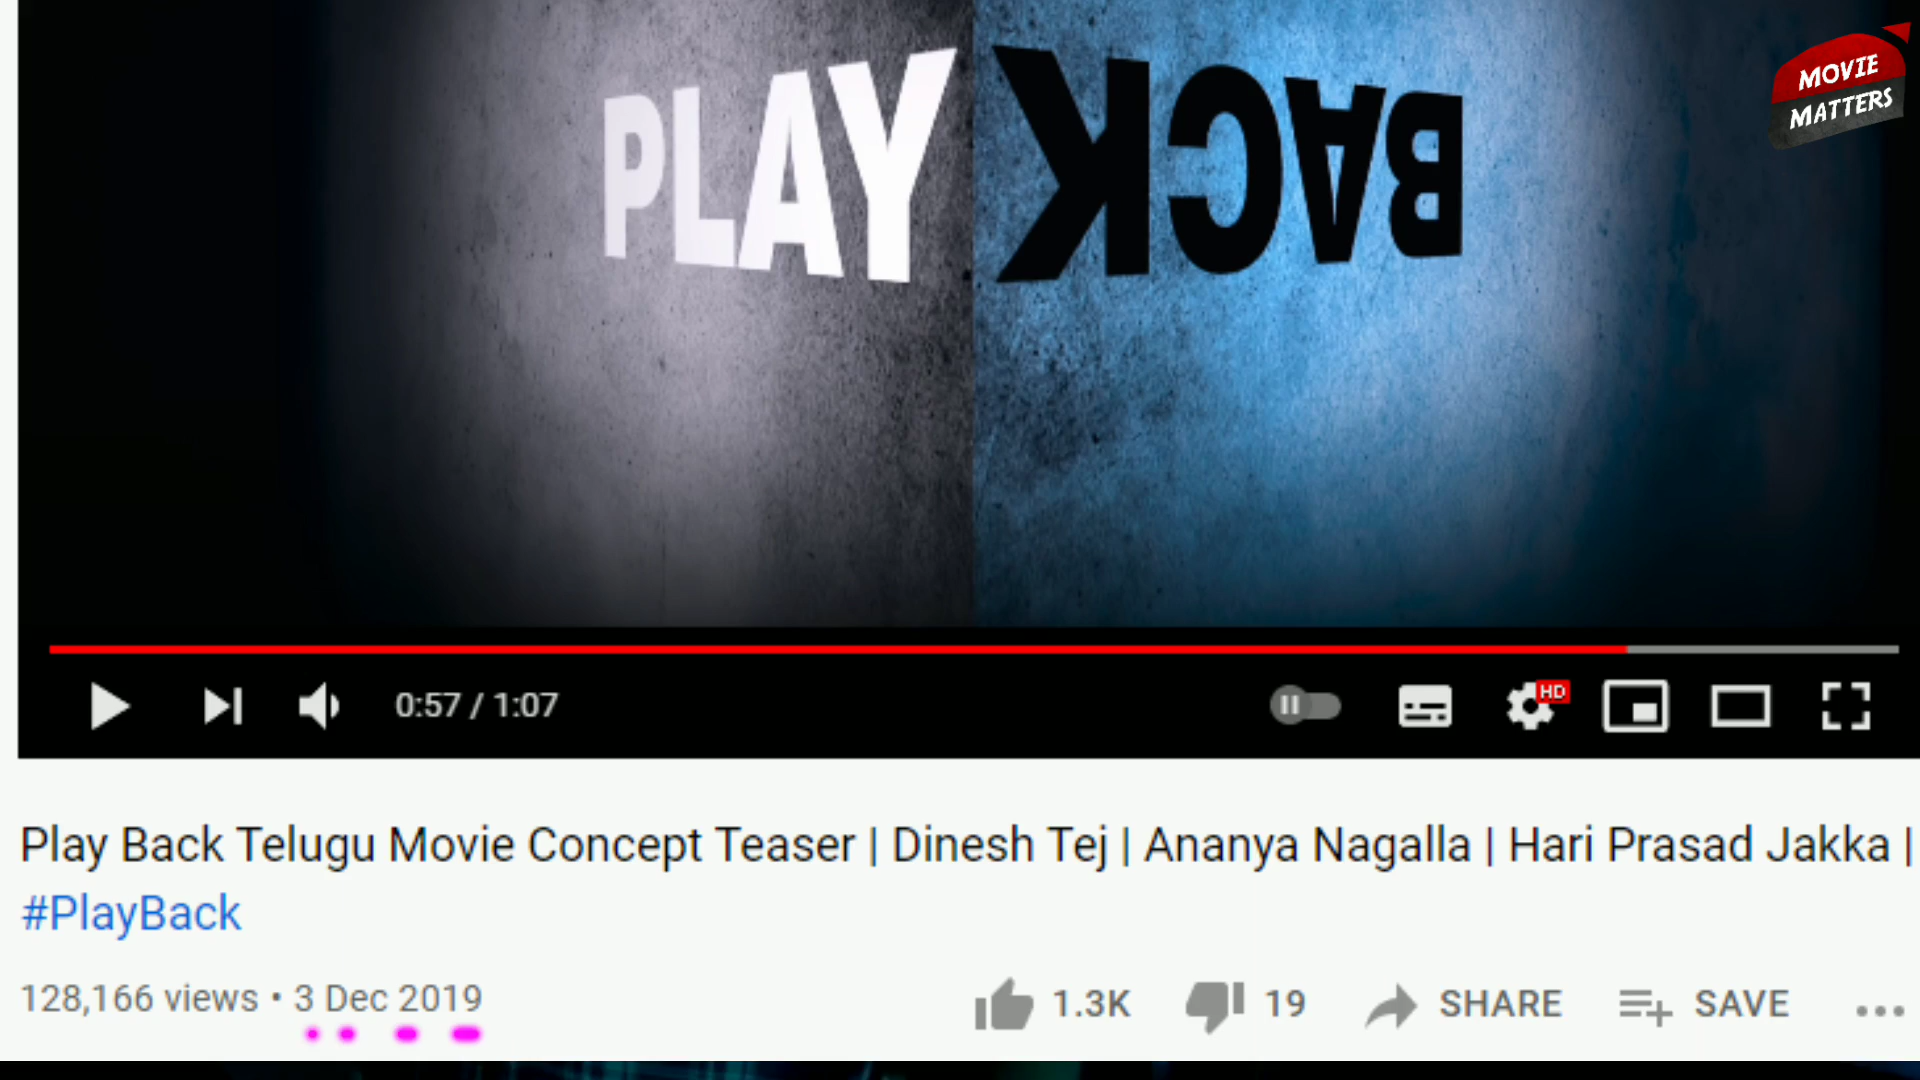 PLAY BACK
MOVIE
MATTERS
0:57 / 1:07
HD
Play Back Telugu Movie Concept Teaser | Dinesh Tej | Ananya Nagalla | Hari Prasad Jakka |
#PlayBack
128,166 views • 3 Dec 2019
1.3K 19 SHARE SAVE